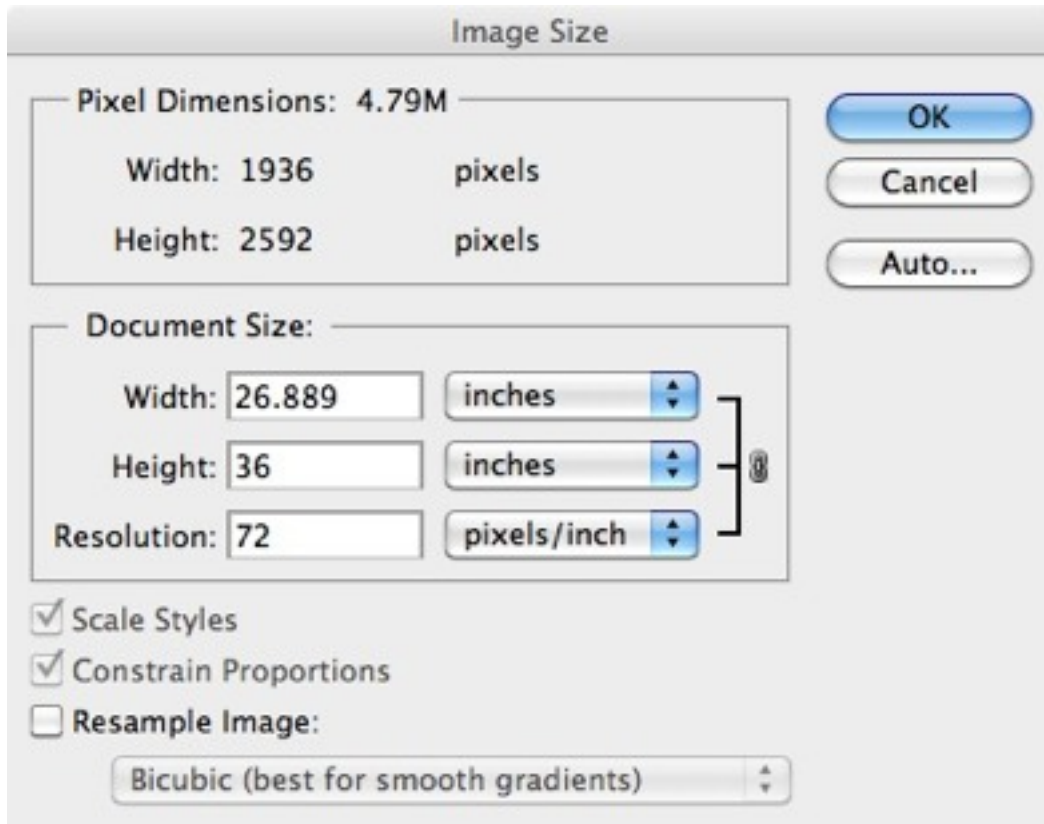 Image Size
Pixel Dimensions: 4.79M
Width: 1936 pixels
Height: 2592 pixels
OK
Cancel
Auto...
Document Size:
Width: 26.889 inches
Height: 36 inches
Resolution: 72 pixels/inch
Scale Styles
Constrain Proportions
Resample Image:
Bicubic (best for smooth gradients)